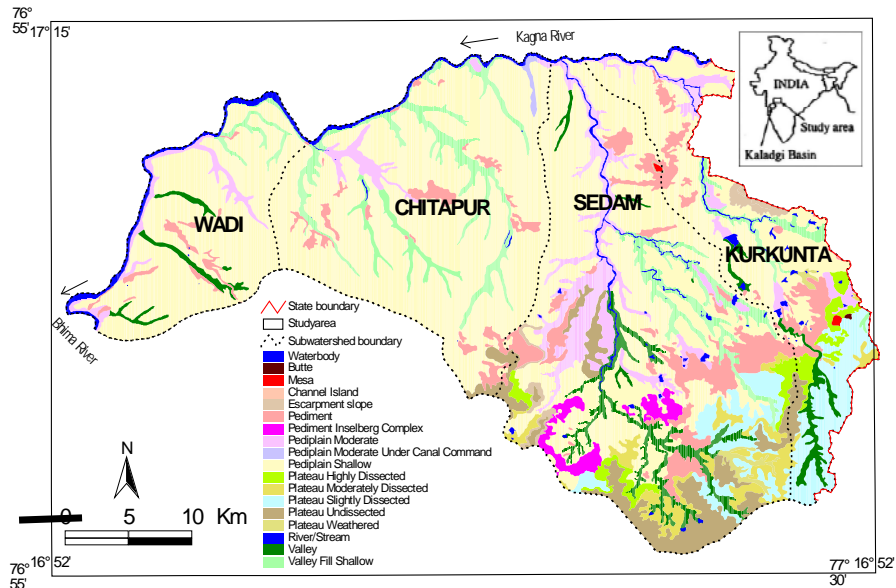 76°
55'
17° 15'
Kagna River
INDIA
Study area
Kaladgi Basin
WADI
CHITAPUR
SEDAM
KURKUNTA
Bhima River
State boundary
Studyarea
Subwatershed boundary
Waterbody
Butte
Mesa
Channel Island
Escarpment slope
Pediment
Pediment Inselberg Complex
Pediplain Moderate
Pediplain Moderate Under Canal Command
Pediplain Shallow
Plateau Highly Dissected
Plateau Moderately Dissected
Plateau Slightly Dissected
Plateau Undissected
Plateau Weathered
River/Stream
Valley
Valley Fill Shallow
N
0 5 10 Km
76° 16° 52'
55'
77° 16° 52'
30'